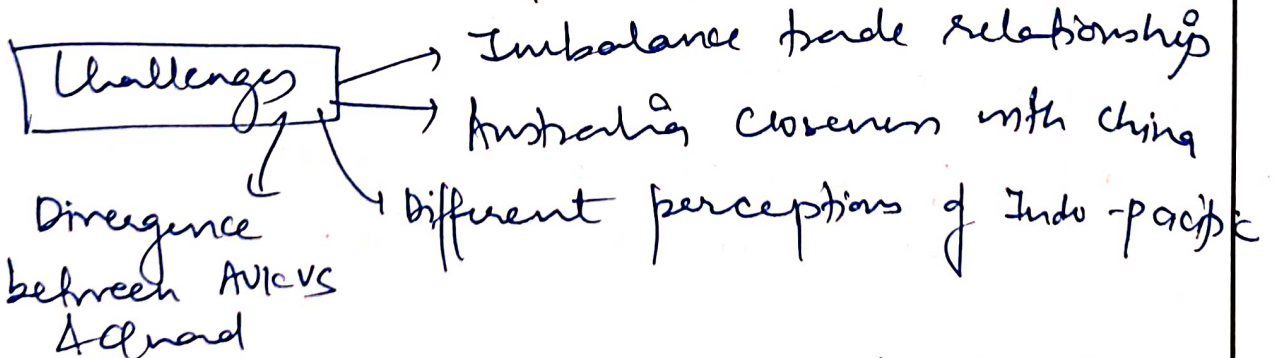 Challenges
Imbalance trade relationship
Australia closeness with China
Different perceptions of Indo-pacific
Divergence
between AUKUS
& Quad